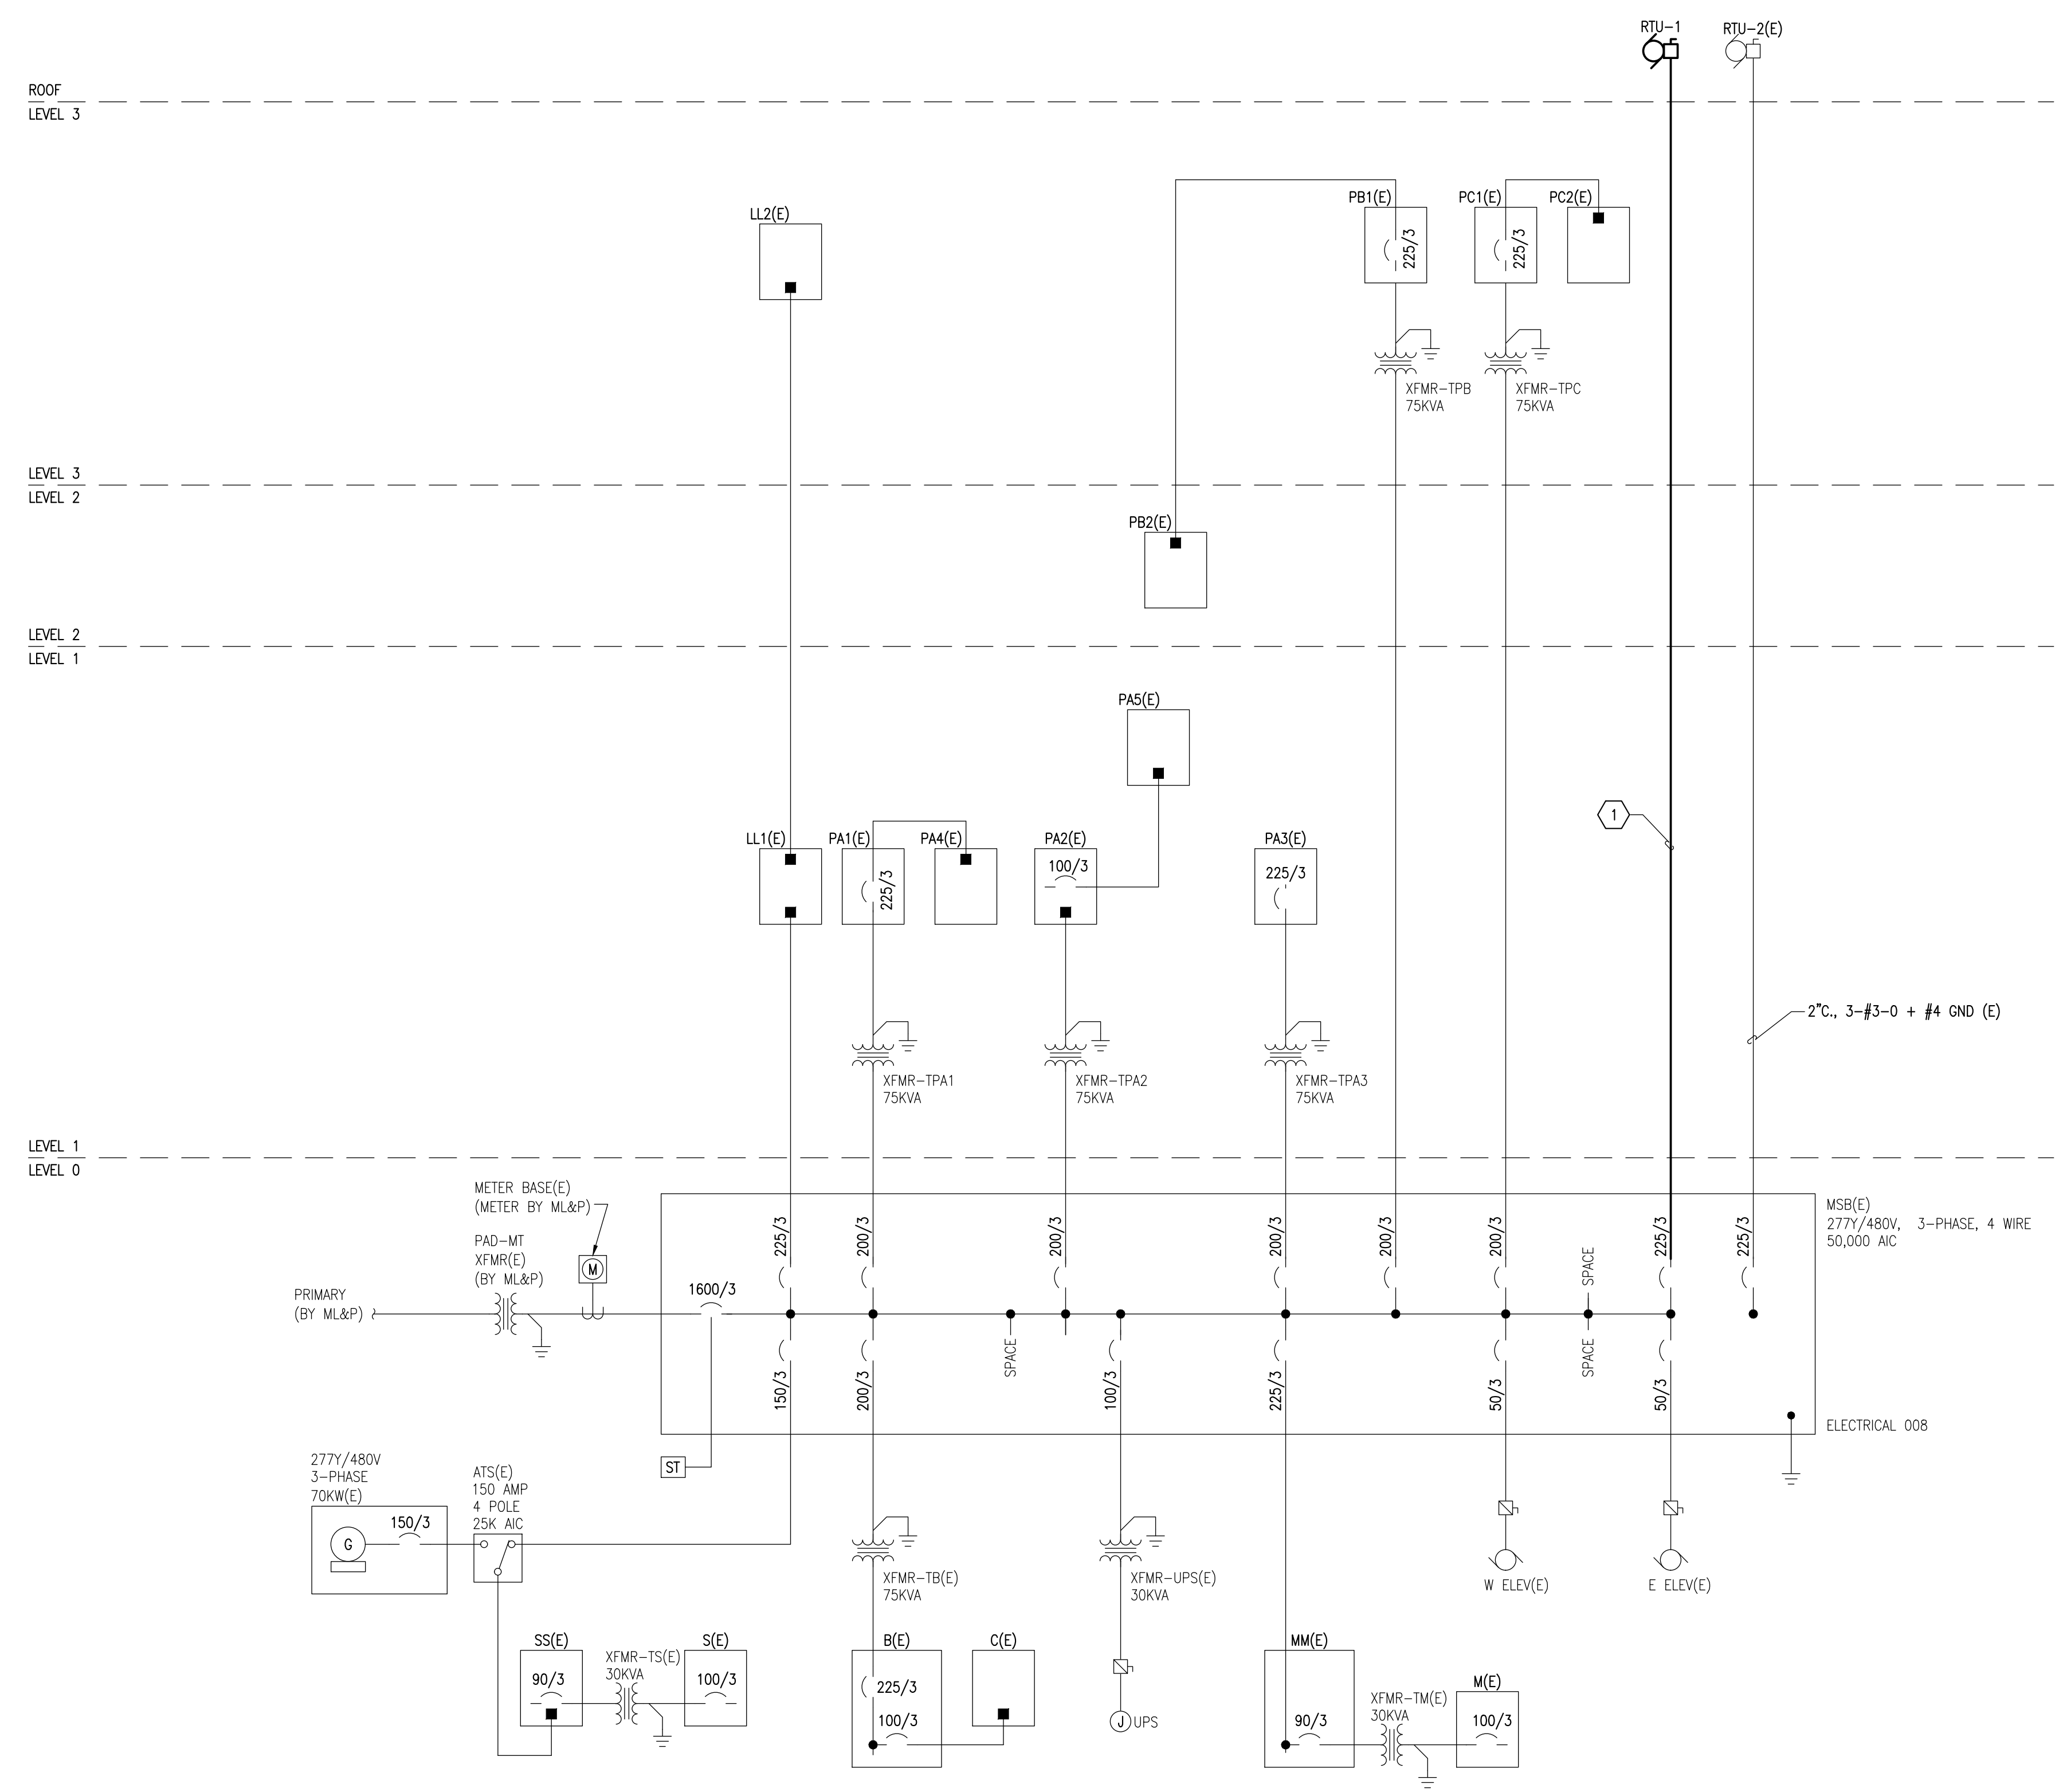 RTU-1
RTU-2(E)
ROOF
LEVEL 3
LL2(E)
PB1(E)
PC1(E)
PC2(E)
225/3
225/3
XFMR-TPB
75KVA
XFMR-TPC
75KVA
LEVEL 3
LEVEL 2
PB2(E)
LEVEL 2
LEVEL 1
PA5(E)
1
LL1(E)
PA1(E)
PA4(E)
PA2(E)
PA3(E)
225/3
100/3
225/3
2"C., 3-#3-0 + #4 GND (E)
XFMR-TPA1
75KVA
XFMR-TPA2
75KVA
XFMR-TPA3
75KVA
LEVEL 1
LEVEL 0
METER BASE(E)
(METER BY ML&P)
PAD-MT
XFMR(E)
(BY ML&P)
M
PRIMARY
(BY ML&P)
1600/3
225/3
200/3
200/3
200/3
200/3
200/3
SPACE
225/3
225/3
MSB(E)
277Y/480V, 3-PHASE, 4 WIRE
50,000 AIC
150/3
200/3
SPACE
100/3
225/3
50/3
SPACE
50/3
ELECTRICAL 008
ST
277Y/480V
3-PHASE
70KW(E)
G
150/3
ATS(E)
150 AMP
4 POLE
25K AIC
XFMR-TB(E)
75KVA
XFMR-UPS(E)
30KVA
W ELEV(E)
E ELEV(E)
SS(E)
90/3
XFMR-TS(E)
30KVA
S(E)
100/3
B(E)
225/3
100/3
C(E)
J
UPS
MM(E)
90/3
XFMR-TM(E)
30KVA
M(E)
100/3